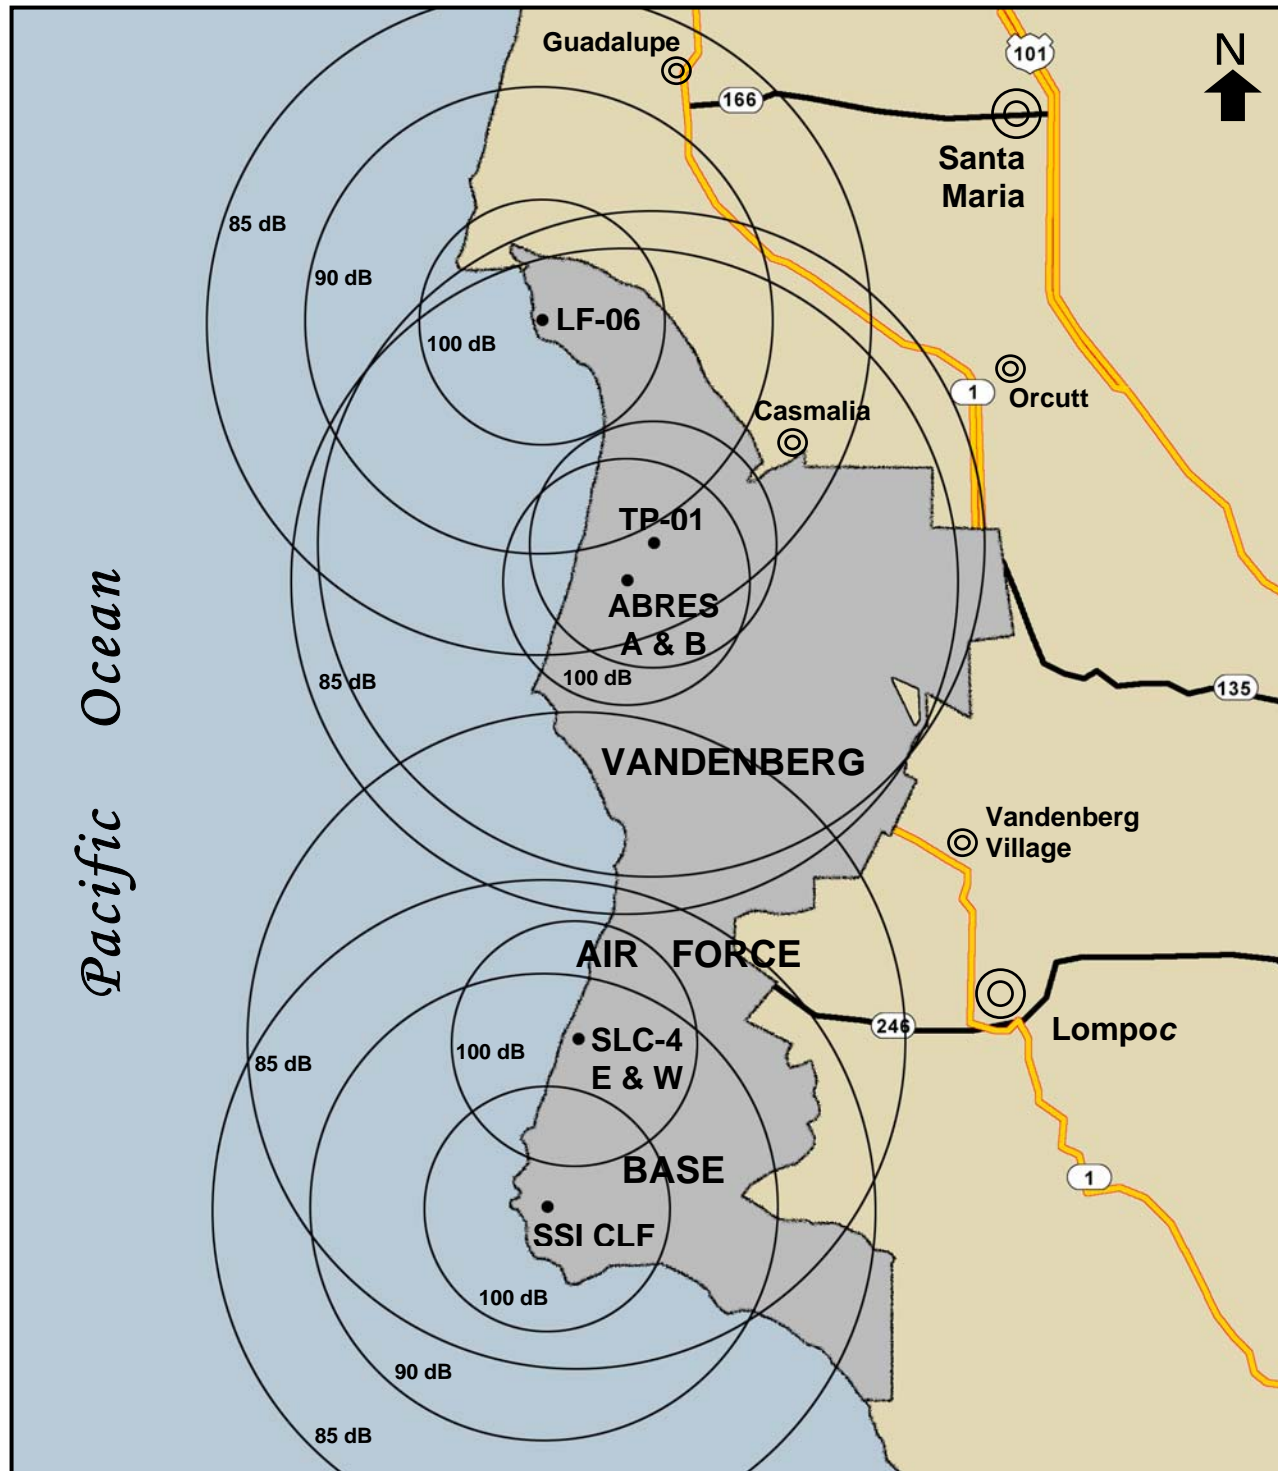 Guadalupe
101
N
166
Santa
Maria
85 dB
90 dB
LF-06
100 dB
1
Orcutt
Casmalia
TP-01
ABRES
A & B
100 dB
85 dB
135
Pacific Ocean
VANDENBERG
Vandenberg
Village
AIR FORCE
246
Lompoc
SLC-4
E & W
100 dB
85 dB
BASE
1
SSI CLF
100 dB
90 dB
85 dB